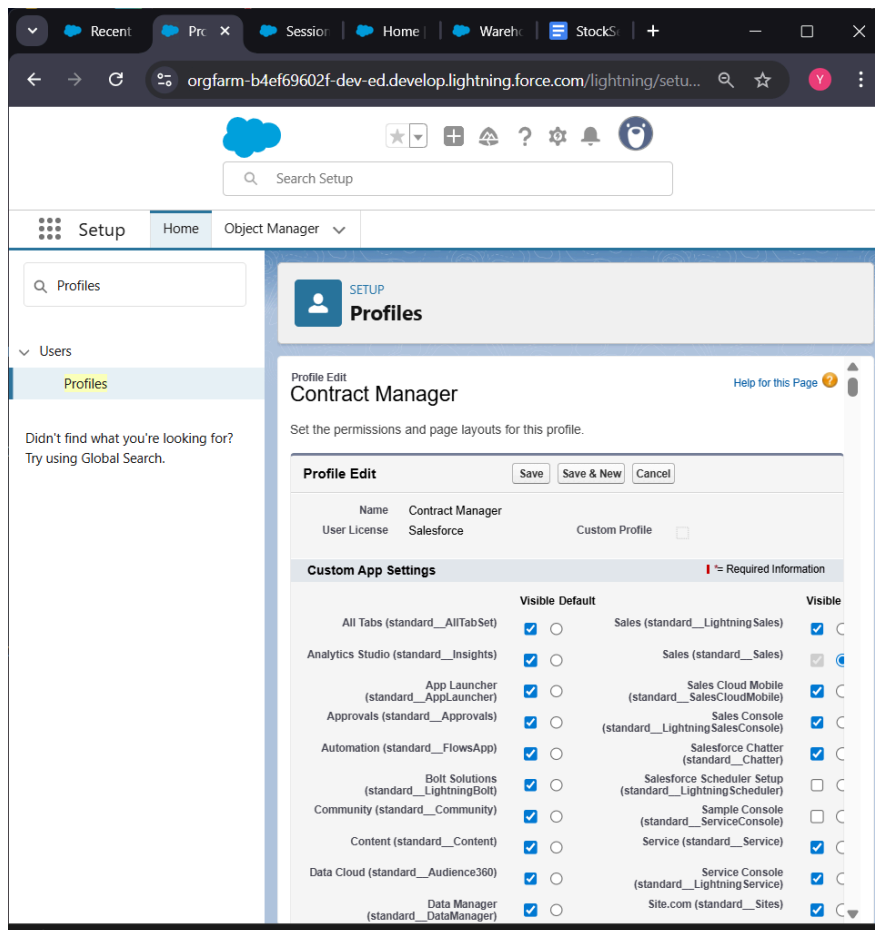 Recent
Pro
Session
Home
Wareho
StockSe
orgfarm-b4ef69602f-dev-ed.develop.lightning.force.com/lightning/setu...
Y
Search Setup
Setup
Home
Object Manager
Profiles
Users
Profiles
Didn't find what you're looking for?
Try using Global Search.
SETUP
Profiles
Profile Edit
Contract Manager
Help for this Page
Set the permissions and page layouts for this profile.
Profile Edit
Save
Save & New
Cancel
Name Contract Manager
User License Salesforce Custom Profile
Custom App Settings
*= Required Information
Visible Default Visible
All Tabs (standard__AllTabSet) Sales (standard__LightningSales)
Analytics Studio (standard__Insights) Sales (standard__Sales)
App Launcher Sales Cloud Mobile
(standard__AppLauncher) (standard__SalesCloudMobile)
Approvals (standard__Approvals) Sales Console
(standard__LightningSalesConsole)
Automation (standard__FlowsApp) Salesforce Chatter
(standard__Chatter)
Bolt Solutions Salesforce Scheduler Setup
(standard__LightningBolt) (standard__LightningScheduler)
Community (standard__Community) Sample Console
(standard__ServiceConsole)
Content (standard__Content) Service (standard__Service)
Data Cloud (standard__Audience360) Service Console
(standard__LightningService)
Data Manager Site.com (standard__Sites)
(standard__DataManager)